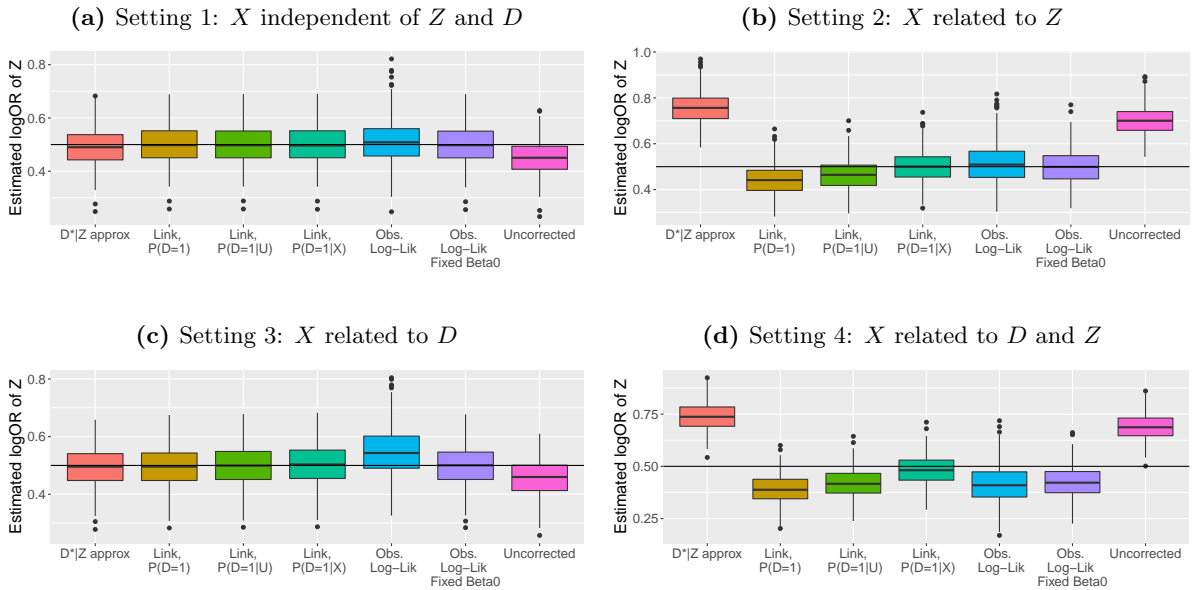 (a) Setting 1: X independent of Z and D
Estimated logOR of Z
0.8
0.6
0.4
D*|Z approx
Link,
P(D=1)
Link,
P(D=1|U)
Link,
P(D=1|X)
Obs.
Log−Lik
Obs.
Log−Lik
Fixed Beta0
Uncorrected
(b) Setting 2: X related to Z
Estimated logOR of Z
1.0
0.8
0.6
0.4
D*|Z approx
Link,
P(D=1)
Link,
P(D=1|U)
Link,
P(D=1|X)
Obs.
Log−Lik
Obs.
Log−Lik
Fixed Beta0
Uncorrected
(c) Setting 3: X related to D
Estimated logOR of Z
0.8
0.6
0.4
D*|Z approx
Link,
P(D=1)
Link,
P(D=1|U)
Link,
P(D=1|X)
Obs.
Log−Lik
Obs.
Log−Lik
Fixed Beta0
Uncorrected
(d) Setting 4: X related to D and Z
Estimated logOR of Z
0.75
0.50
0.25
D*|Z approx
Link,
P(D=1)
Link,
P(D=1|U)
Link,
P(D=1|X)
Obs.
Log−Lik
Obs.
Log−Lik
Fixed Beta0
Uncorrected